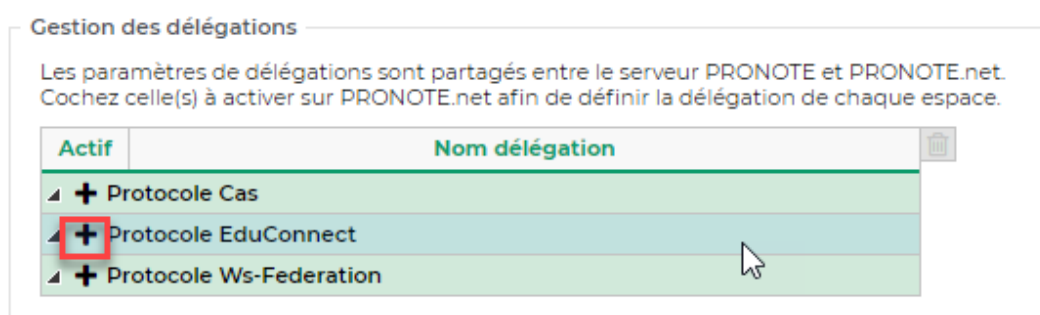 Gestion des délégations
Les paramètres de délégations sont partagés entre le serveur PRONOTE et PRONOTE.net.
Cochez celle(s) à activer sur PRONOTE.net afin de définir la délégation de chaque espace.
Actif Nom délégation
Protocole Cas
Protocole EduConnect
Protocole Ws-Federation